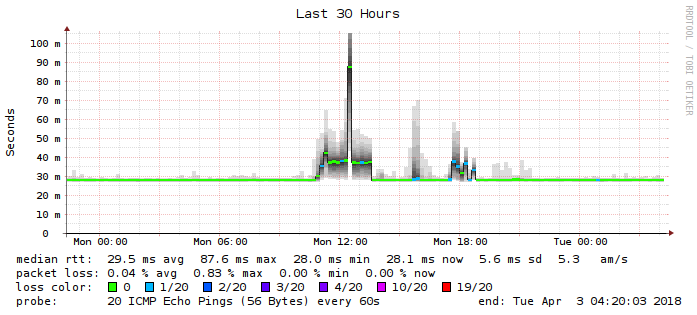 Last 30 Hours
RRDTOOL / TOBI OETIKER
Seconds
100 m
90 m
80 m
70 m
60 m
50 m
40 m
30 m
20 m
10 m
0
Mon 00:00 Mon 06:00 Mon 12:00 Mon 18:00 Tue 00:00
median rtt: 29.5 ms avg 87.6 ms max 28.0 ms min 28.1 ms now 5.6 ms sd 5.3 am/s
packet loss: 0.04 % avg 0.83 % max 0.00 % min 0.00 % now
loss color: 0 1/20 2/20 3/20 4/20 10/20 19/20
probe: 20 ICMP Echo Pings (56 Bytes) every 60s end: Tue Apr 3 04:20:03 2018